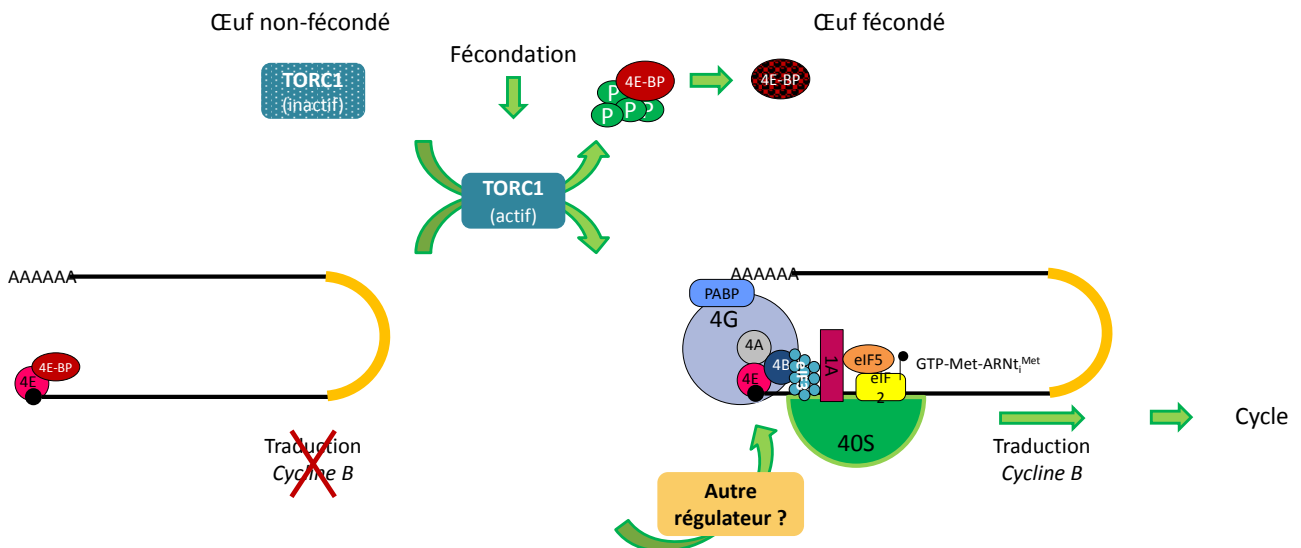 Œuf non-fécondé
Œuf fécondé
Fécondation
TORC1
(inactif)
4E-BP
P
P
P
P
P
4E-BP
TORC1
(actif)
AAAAAA
4E-BP
4E
Traduction
Cycline B
AAAAAA
PABP
4G
4A
4B
4E
eIF3
1A
eIF5
eIF
2
GTP-Met-ARNtᵢᴹᵉᵗ
40S
Traduction
Cycline B
Cycle
Autre
régulateur ?